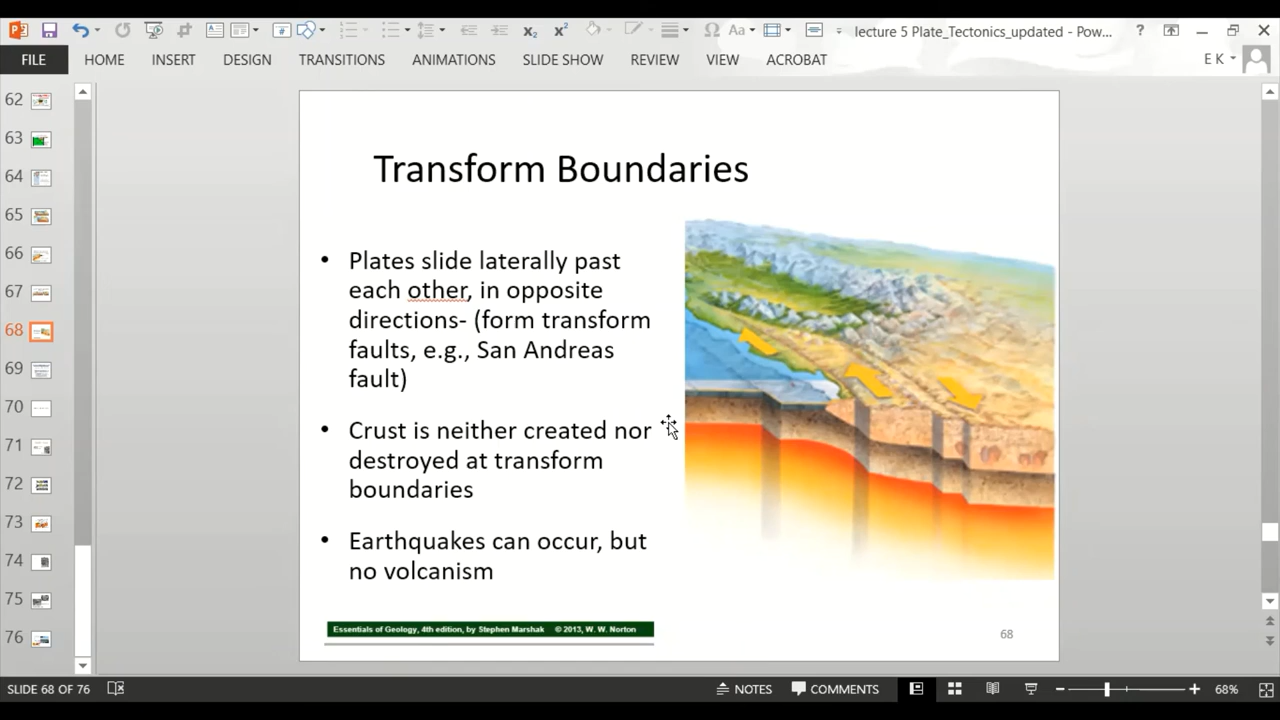 lecture 5 Plate_Tectonics_updated - Pow...
?
FILE
HOME
INSERT
DESIGN
TRANSITIONS
ANIMATIONS
SLIDE SHOW
REVIEW
VIEW
ACROBAT
E K
62
63
64
65
66
67
68
69
70
71
72
73
74
75
76
Transform Boundaries
• Plates slide laterally past
each other, in opposite
directions- (form transform
faults, e.g., San Andreas
fault)
• Crust is neither created nor
destroyed at transform
boundaries
• Earthquakes can occur, but
no volcanism
Essentials of Geology, 4th edition, by Stephen Marshak © 2013, W. W. Norton
68
SLIDE 68 OF 76
NOTES
COMMENTS
68%